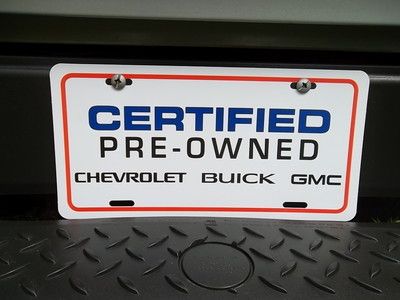 CERTIFIED
PRE-OWNED
CHEVROLET BUICK GMC